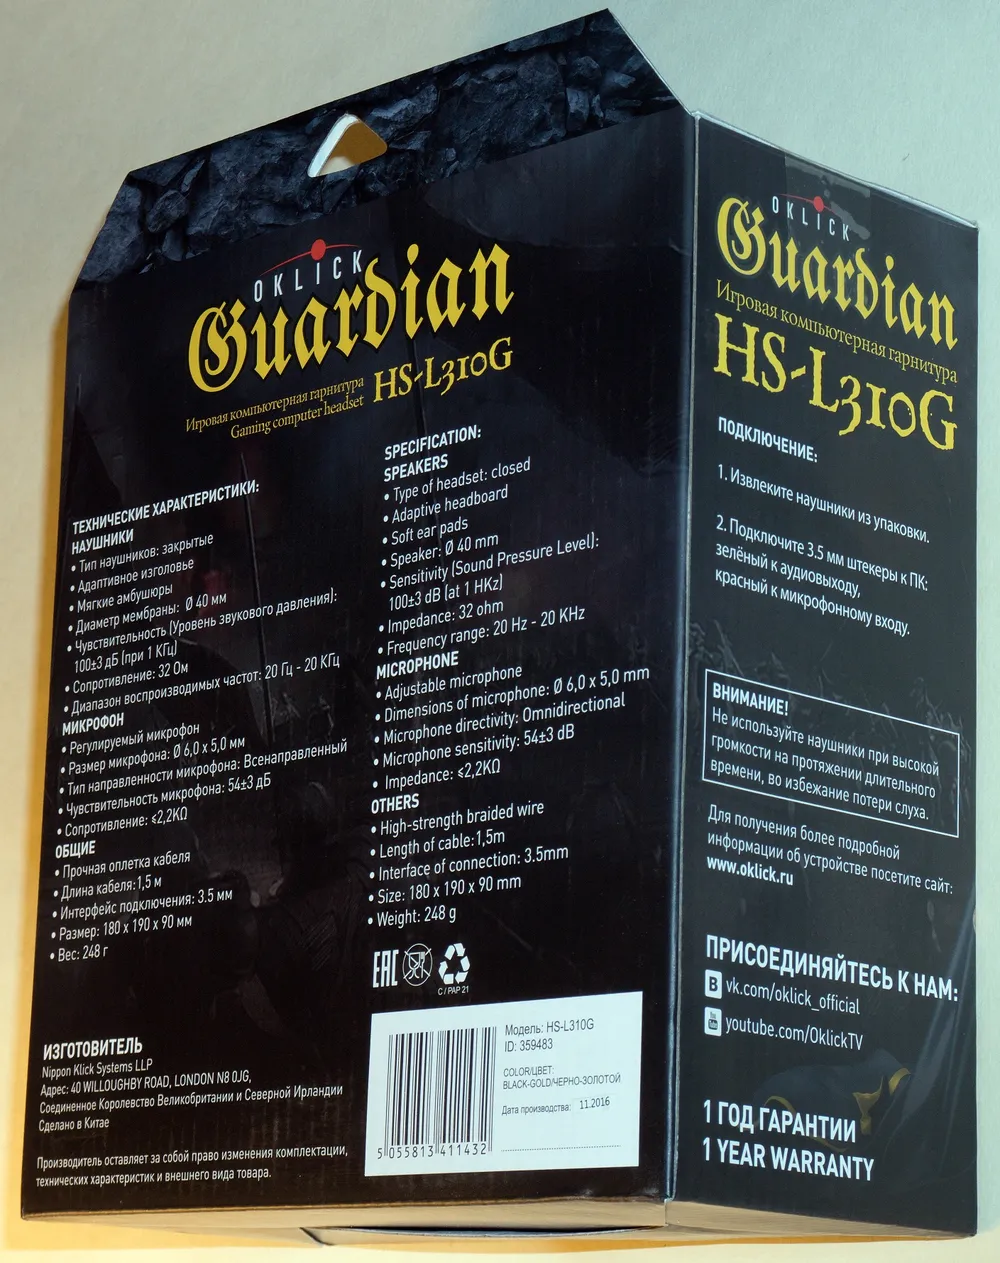 OKLICK
Guardian
Игровая компьютерная гарнитура
Gaming computer headset
HS-L310G
ТЕХНИЧЕСКИЕ ХАРАКТЕРИСТИКИ:
НАУШНИКИ
• Тип наушников: закрытые
• Адаптивное изголовье
• Мягкие амбушюры
• Диаметр мембраны: Ø 40 мм
• Чувствительность (Уровень звукового давления):
100±3 дБ (при 1 КГц)
• Сопротивление: 32 Ом
• Диапазон воспроизводимых частот: 20 Гц - 20 КГц
МИКРОФОН
• Регулируемый микрофон
• Размер микрофона: Ø 6,0 x 5,0 мм
• Тип направленности микрофона: Всенаправленный
• Чувствительность микрофона: 54±3 дБ
• Сопротивление: ≤2,2KΩ
ОБЩИЕ
• Прочная оплетка кабеля
• Длина кабеля: 1,5 м
• Интерфейс подключения: 3.5 мм
• Размер: 180 x 190 x 90 мм
• Вес: 248 г
SPECIFICATION:
SPEAKERS
• Type of headset: closed
• Adaptive headboard
• Soft ear pads
• Speaker: Ø 40 mm
• Sensitivity (Sound Pressure Level):
100±3 dB (at 1 HKz)
• Impedance: 32 ohm
• Frequency range: 20 Hz - 20 KHz
MICROPHONE
• Adjustable microphone
• Dimensions of microphone: Ø 6,0 x 5,0 mm
• Microphone directivity: Omnidirectional
• Microphone sensitivity: 54±3 dB
• Impedance: ≤2,2KΩ
OTHERS
• High-strength braided wire
• Length of cable: 1,5m
• Interface of connection: 3.5mm
• Size: 180 x 190 x 90 mm
• Weight: 248 g
EAC
C/PAP 21
ИЗГОТОВИТЕЛЬ
Nippon Klick Systems LLP
Адрес: 40 WILLOUGHBY ROAD, LONDON N8 0JG,
Соединенное Королевство Великобритании и Северной Ирландии
Сделано в Китае
Производитель оставляет за собой право изменения комплектации,
технических характеристик и внешнего вида товара.
Модель: HS-L310G
ID: 359483
COLOR/ЦВЕТ:
BLACK-GOLD/ЧЕРНО-ЗОЛОТОЙ
Дата производства: 11.2016
5 055813 411432
OKLICK
Guardian
Игровая компьютерная гарнитура
HS-L310G
ПОДКЛЮЧЕНИЕ:
1. Извлеките наушники из упаковки.
2. Подключите 3.5 мм штекеры к ПК:
зелёный к аудиовыходу,
красный к микрофонному входу.
ВНИМАНИЕ!
Не используйте наушники при высокой
громкости на протяжении длительного
времени, во избежание потери слуха.
Для получения более подробной
информации об устройстве посетите сайт:
www.oklick.ru
ПРИСОЕДИНЯЙТЕСЬ К НАМ:
B vk.com/oklick_official
You Tube youtube.com/OklickTV
1 ГОД ГАРАНТИИ
1 YEAR WARRANTY